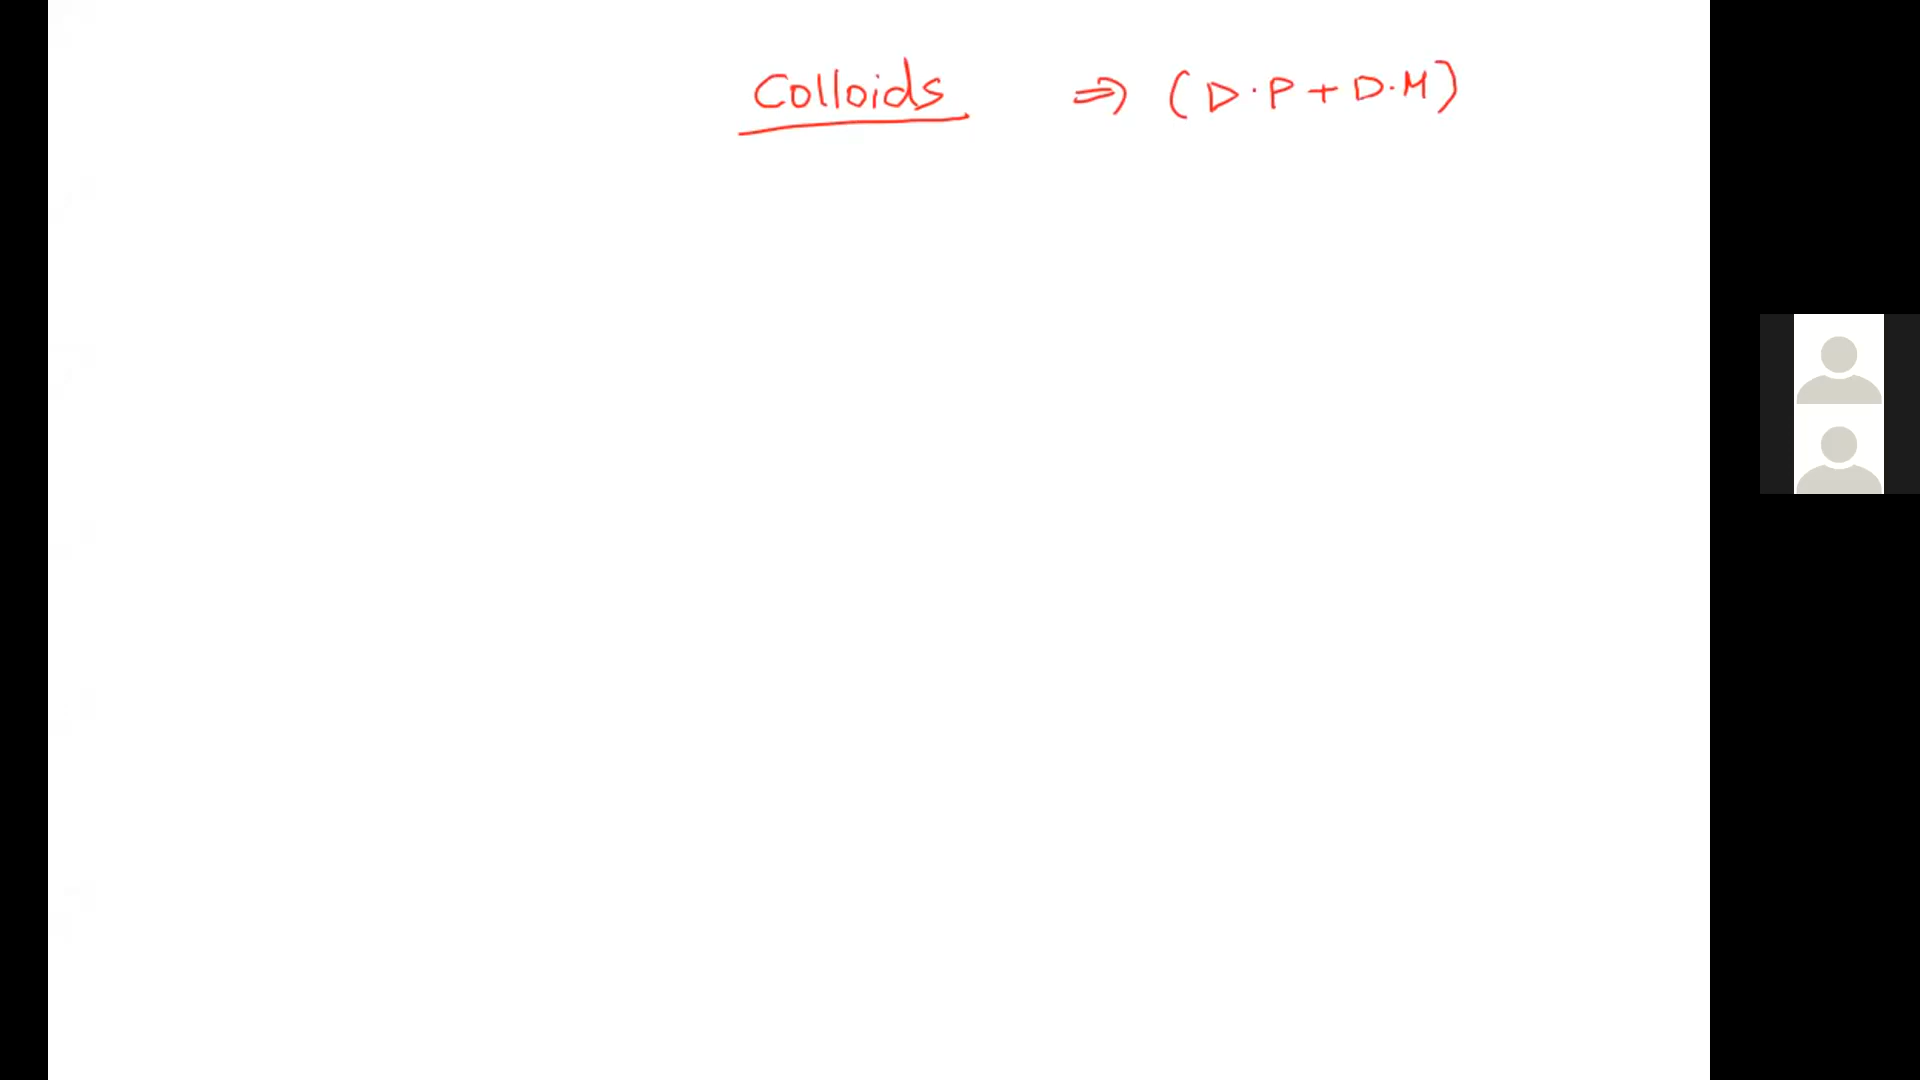 Colloids ⇒ (D.P + D.M)